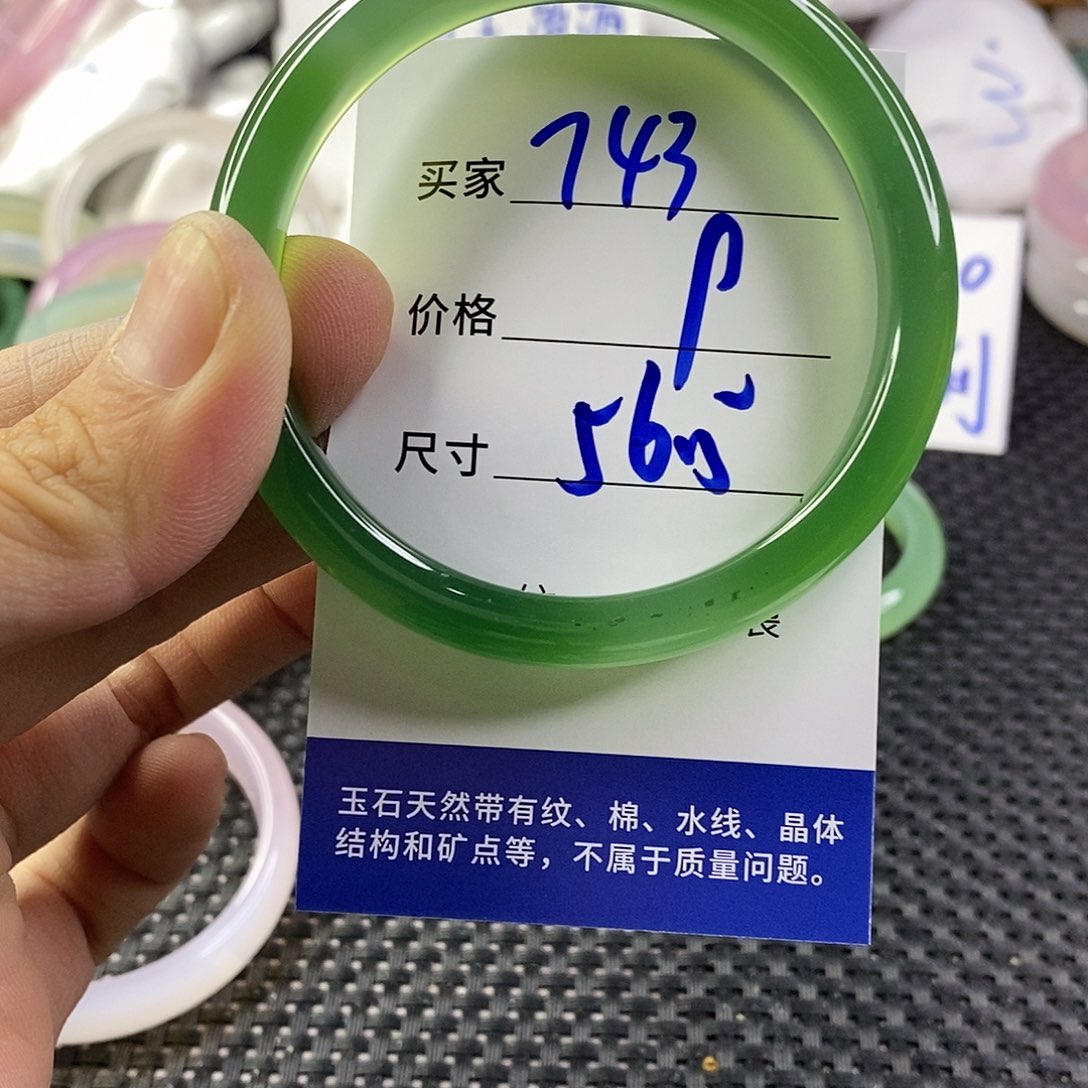 买家 743
价格
尺寸 56
玉石天然带有纹、棉、水线、晶体
结构和矿点等，不属于质量问题。